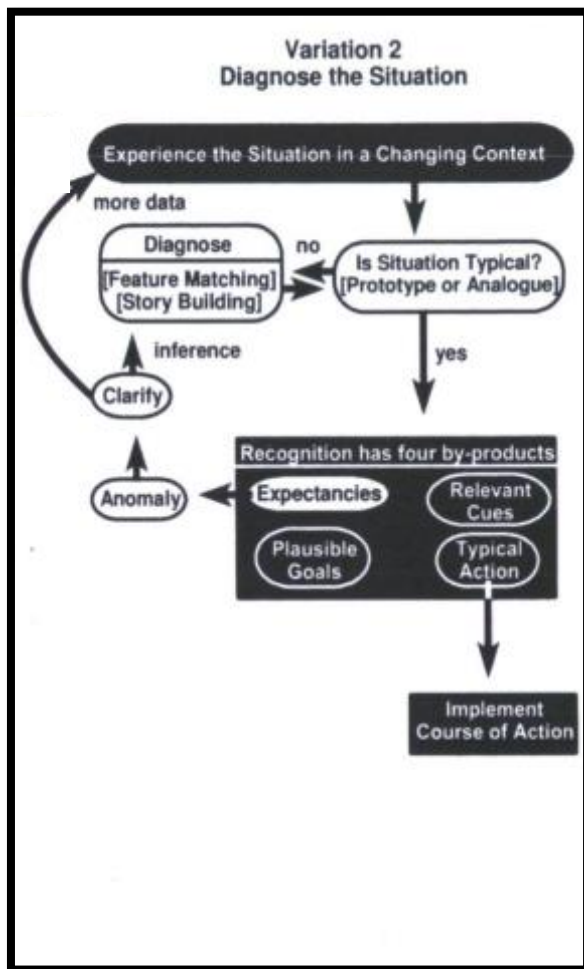 Variation 2
Diagnose the Situation
Experience the Situation in a Changing Context
more data
Diagnose
[Feature Matching]
[Story Building]
no
Is Situation Typical?
[Prototype or Analogue]
inference
yes
Clarify
Anomaly
Recognition has four by-products
Expectancies
Relevant
Cues
Plausible
Goals
Typical
Action
Implement
Course of Action